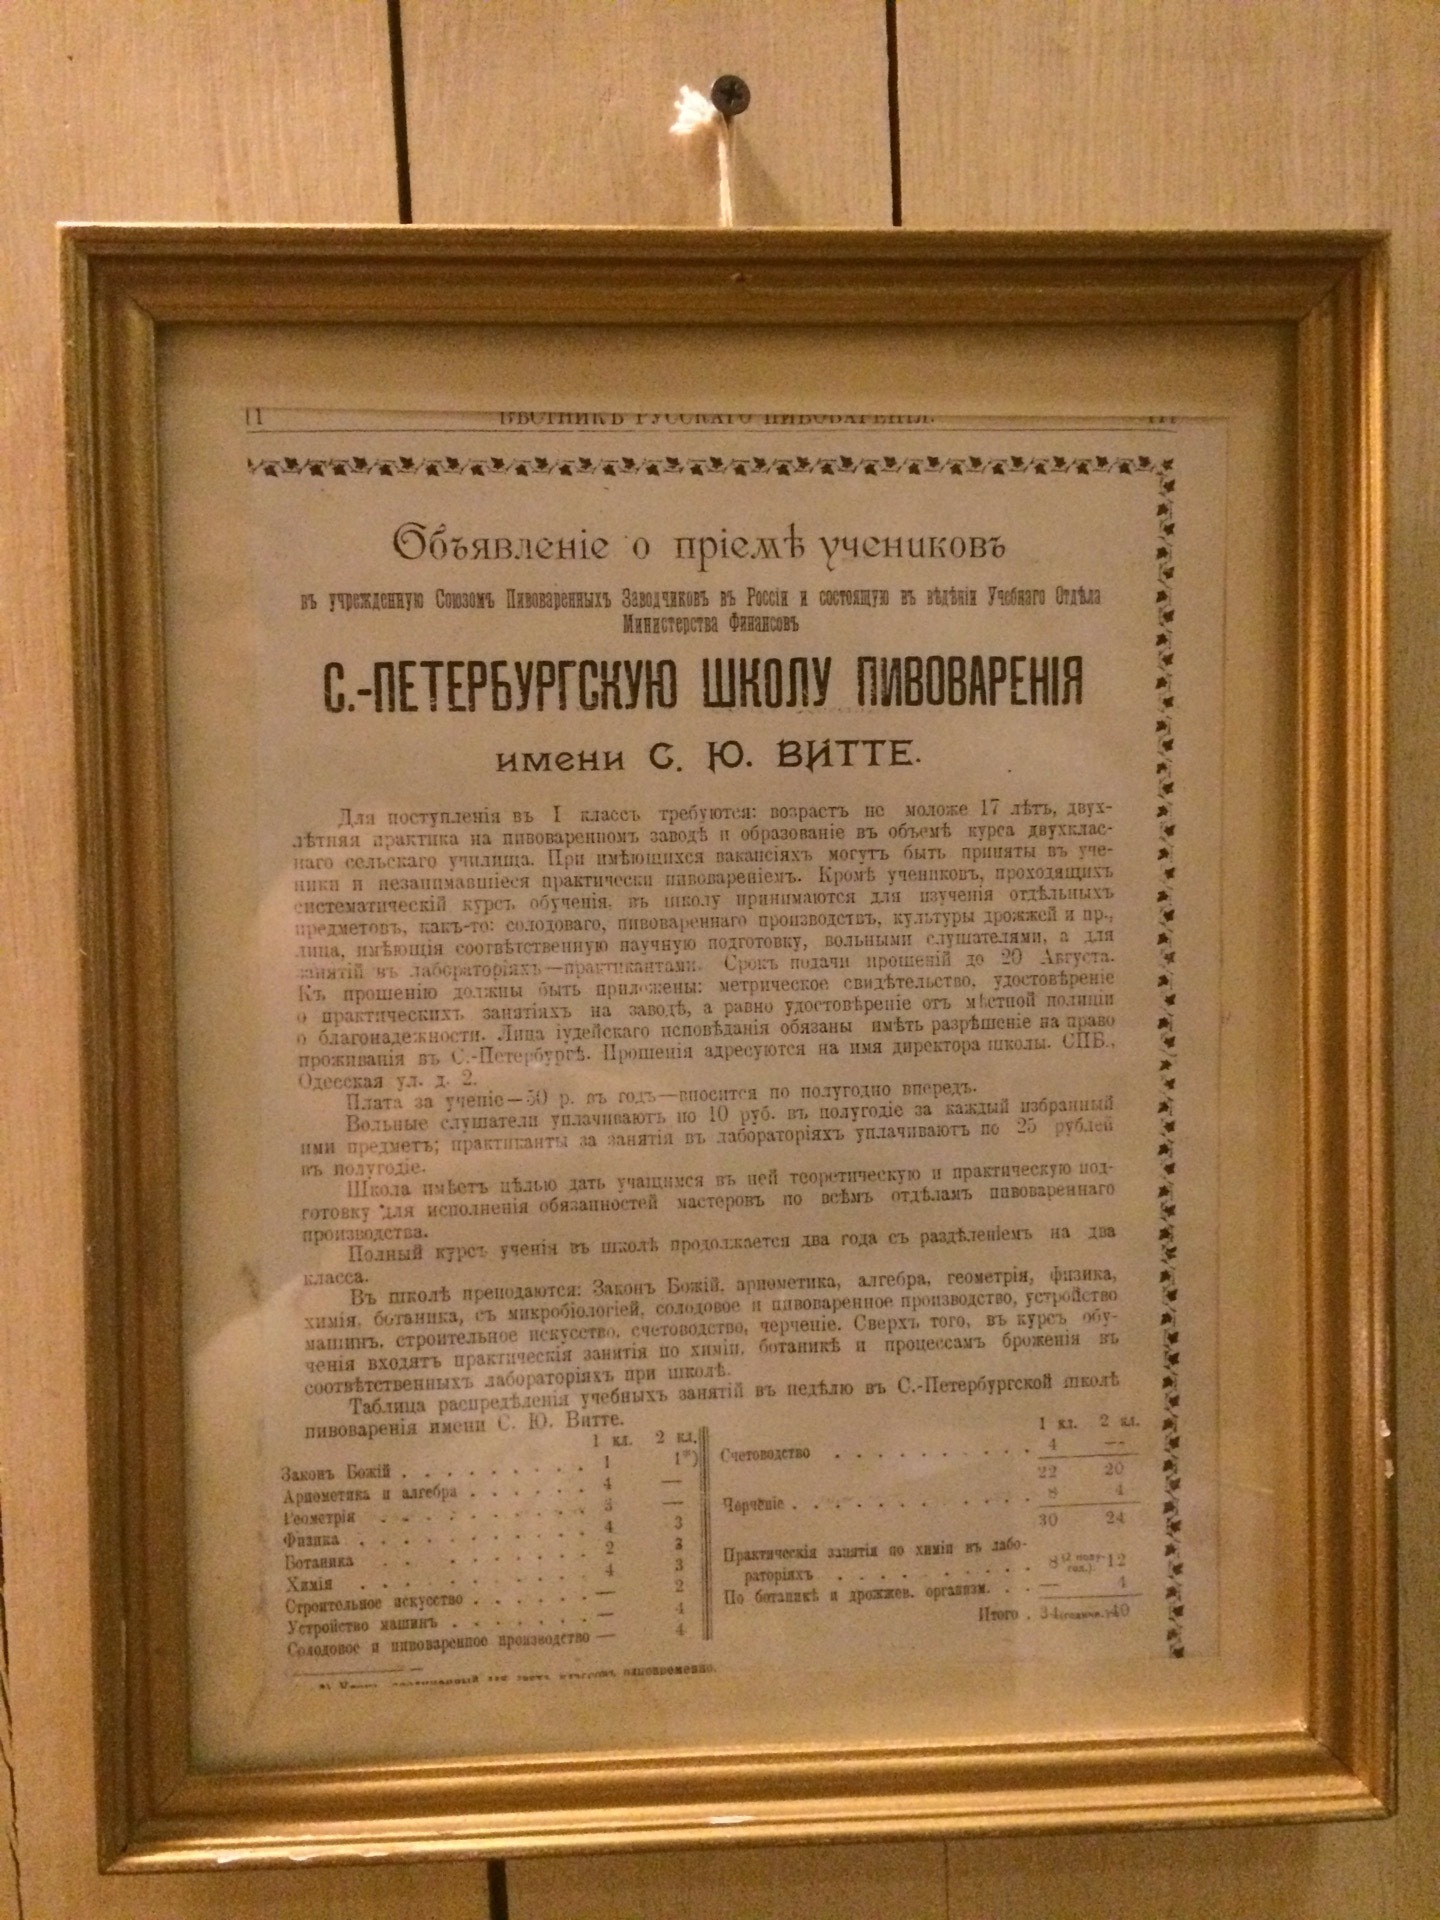 ВѢСТНИКЪ РУССКАГО ПИВОВАРЕНІЯ.
Объявленіе о пріемѣ учениковъ
въ учрежденную Союзомъ Пивоваренныхъ Заводчиковъ въ Россіи и состоящую въ вѣдѣніи Учебнаго Отдѣла
Министерства Финансовъ
С.-ПЕТЕРБУРГСКУЮ ШКОЛУ ПИВОВАРЕНІЯ
имени С. Ю. ВИТТЕ.
Для поступленія въ I классъ требуются: возрастъ не моложе 17 лѣтъ, двух-
лѣтняя практика на пивоваренномъ заводѣ и образованіе въ объемѣ курса двухклас-
наго сельскаго училища. При имѣющихся вакансіяхъ могутъ быть приняты въ уче-
ники и незанимавшіеся практически пивовареніемъ. Кромѣ учениковъ, проходящихъ
систематическій курсъ обученія, въ школу принимаются для изученія отдѣльныхъ
предметовъ, какъ-то: солодоваго, пивовареннаго производствъ, культуры дрожжей и пр.,
лица, имѣющія соотвѣтственную научную подготовку, вольными слушателями, а для
занятій въ лабораторіяхъ—практикантами. Срокъ подачи прошеній до 20 Августа.
Къ прошенію должны быть приложены: метрическое свидѣтельство, удостовѣреніе
о практическихъ занятіяхъ на заводѣ, а равно удостовѣреніе отъ мѣстной полиціи
о благонадежности. Лица іудейскаго исповѣданія обязаны имѣть разрѣшеніе на право
проживанія въ С.-Петербургѣ. Прошенія адресуются на имя директора школы. СПБ.,
Одесская ул. д. 2.
Плата за ученіе—50 р. въ годъ—вносится по полугодно впередъ.
Вольные слушатели уплачиваютъ по 10 руб. въ полугодіе за каждый избранный
ими предметъ; практиканты за занятія въ лабораторіяхъ уплачиваютъ по 25 рублей
въ полугодіе.
Школа имѣетъ цѣлью дать учащимся въ ней теоретическую и практическую под-
готовку для исполненія обязанностей мастеровъ по всѣмъ отдѣламъ пивовареннаго
производства.
Полный курсъ ученія въ школѣ продолжается два года съ раздѣленіемъ на два
класса.
Въ школѣ преподаются: Законъ Божій, ариѳметика, алгебра, геометрія, физика,
химія, ботаника, съ микробіологіей, солодовое и пивоваренное производство, устройство
машинъ, строительное искусство, счетоводство, черченіе. Сверхъ того, въ курсъ обу-
ченія входятъ практическія занятія по химіи, ботаникѣ и процессамъ броженія въ
соотвѣтственныхъ лабораторіяхъ при школѣ.
Таблица распредѣленія учебныхъ занятій въ недѣлю въ С.-Петербургской школѣ
пивоваренія имени С. Ю. Витте.
1 кл. 2 кл.
Законъ Божій . . . . . . . . . 1 1*)
Ариѳметика и алгебра . . . . . . 4 —
Геометрія . . . . . . . . . . 3 —
Физика . . . . . . . . . . . 4 3
Ботаника . . . . . . . . . . 2 3
Химія . . . . . . . . . . . 4 3
Строительное искусство . . . . . . — 2
Устройство машинъ . . . . . . . — 4
Солодовое и пивоваренное производство — 4
1 кл. 2 кл.
Счетоводство . . . . . . . . . . 4 —
22 20
Черченіе . . . . . . . . . . . 8 4
30 24
Практическія занятія по химіи въ лабо-
раторіяхъ . . . . . . . . . 8 (2 полу-год.) 12
По ботаникѣ и дрожжев. организм. . . — 4
Итого . 34 40
классовъ одновременно.